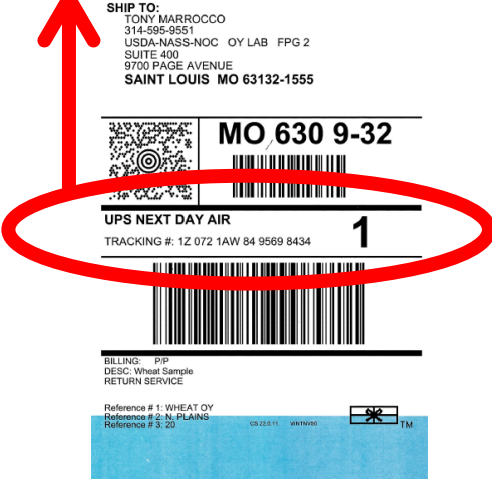 SHIP TO:
TONY MARROCCO
314-595-9551
USDA-NASS-NOC OY LAB FPG 2
SUITE 400
9700 PAGE AVENUE
SAINT LOUIS MO 63132-1555
MO 630 9-32
UPS NEXT DAY AIR
TRACKING #: 1Z 072 1AW 84 9569 8434
1
BILLING: P/P
DESC: Wheat Sample
RETURN SERVICE
Reference # 1: WHEAT OY
Reference # 2: N. PLAINS
Reference # 3: 20
TM